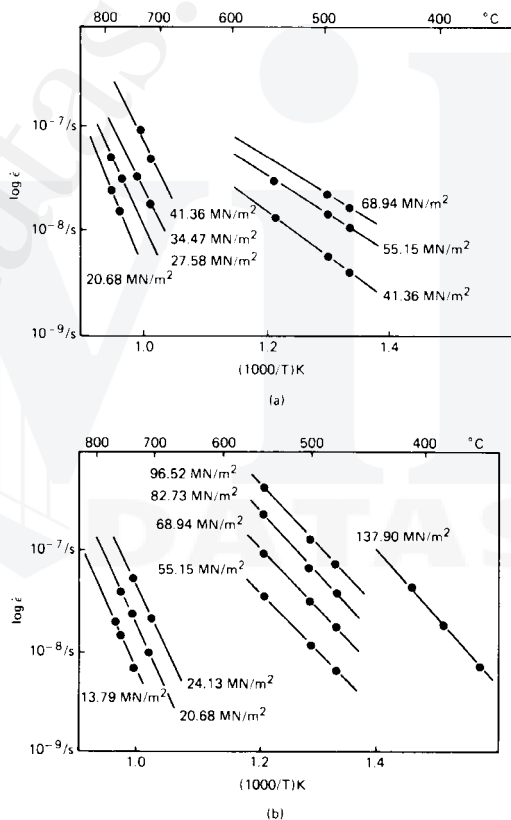 800 700 600 500 400 °C
10⁻⁷/s
log ε̇
10⁻⁸/s
10⁻⁹/s
41.36 MN/m²
34.47 MN/m²
27.58 MN/m²
20.68 MN/m²
68.94 MN/m²
55.15 MN/m²
41.36 MN/m²
1.0 1.2 1.4
(1000/T)K
(a)
800 700 600 500 400 °C
96.52 MN/m²
82.73 MN/m²
68.94 MN/m²
55.15 MN/m²
137.90 MN/m²
10⁻⁷/s
log ε̇
10⁻⁸/s
10⁻⁹/s
24.13 MN/m²
13.79 MN/m²
20.68 MN/m²
1.0 1.2 1.4
(1000/T)K
(b)